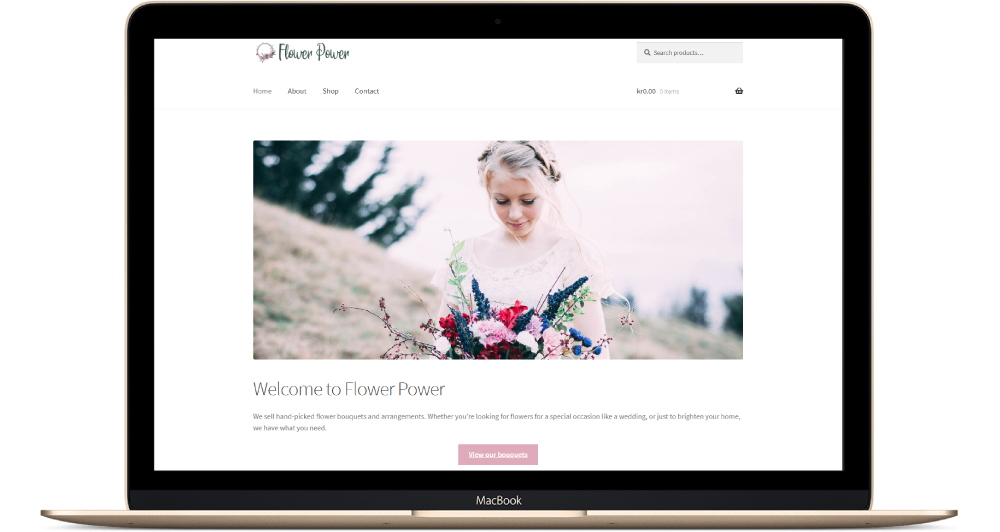 Flower Power
Search products...
Home About Shop Contact
kr0.00 0 items
Welcome to Flower Power
We sell hand-picked flower bouquets and arrangements. Whether you're looking for flowers for a special occasion like a wedding, or just to brighten your home,
we have what you need.
View our bouquets
MacBook